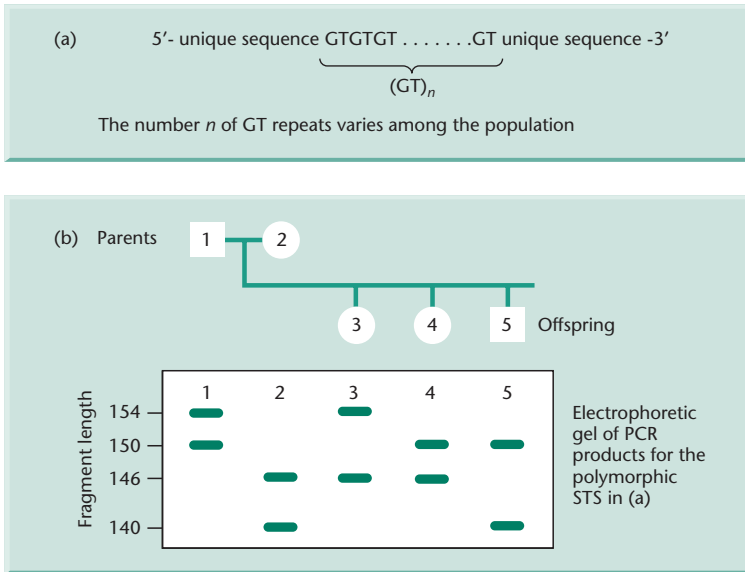 (a) 5′- unique sequence GTGTGT . . . . . . .GT unique sequence -3′
(GT)n
The number n of GT repeats varies among the population
(b) Parents 1 2
3 4 5 Offspring
1 2 3 4 5
Fragment length
154
150
146
140
Electrophoretic
gel of PCR
products for the
polymorphic
STS in (a)